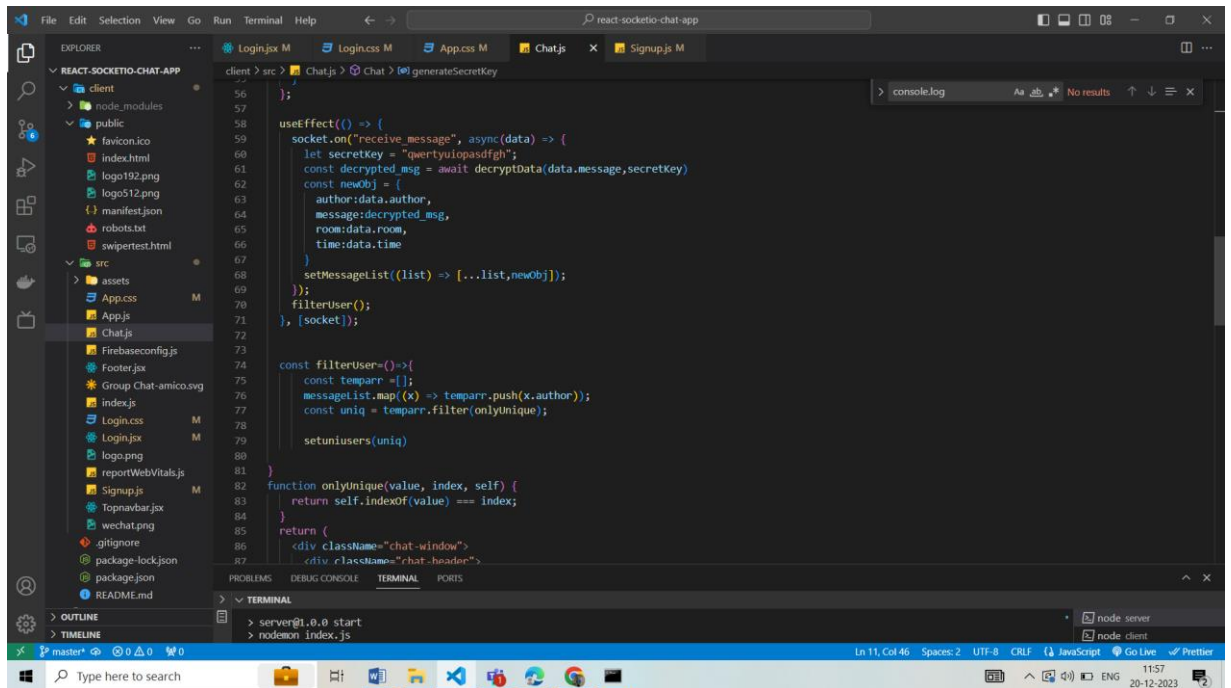 File Edit Selection View Go Run Terminal Help
react-socketio-chat-app
EXPLORER
REACT-SOCKETIO-CHAT-APP
client
node_modules
public
favicon.ico
index.html
logo192.png
logo512.png
manifest.json
robots.txt
swipertest.html
src
assets
App.css M
App.js
Chat.js
Firebaseconfig.js
Footer.jsx
Group Chat-amico.svg
index.js
Login.css M
Login.jsx M
logo.png
reportWebVitals.js
Signup.js M
Topnavbar.jsx
wechat.png
.gitignore
package-lock.json
package.json
README.md
OUTLINE
TIMELINE
Login.jsx M Login.css M App.css M Chat.js Signup.js M
client > src > Chat.js > Chat > generateSecretKey
> console.log Aa ab No results
56 };
57
58 useEffect(() => {
59 socket.on("receive_message", async(data) => {
60 let secretKey = "qwertyuiopasdfgh";
61 const decrypted_msg = await decryptData(data.message,secretKey)
62 const newObj = {
63 author:data.author,
64 message:decrypted_msg,
65 room:data.room,
66 time:data.time
67 }
68 setMessageList((list) => [...list,newObj]);
69 });
70 filterUser();
71 }, [socket]);
72
73
74 const filterUser=()=>{
75 const temparr =[];
76 messageList.map((x) => temparr.push(x.author));
77 const uniq = temparr.filter(onlyUnique);
78
79 setuniusers(uniq)
80
81 }
82 function onlyUnique(value, index, self) {
83 return self.indexOf(value) === index;
84 }
85 return (
86 <div className="chat-window">
87 <div className="chat-header">
PROBLEMS DEBUG CONSOLE TERMINAL PORTS
TERMINAL
> server@1.0.0 start
> nodemon index.js
node server
node client
master* 0 0 0 Ln 11, Col 46 Spaces: 2 UTF-8 CRLF JavaScript Go Live Prettier
Type here to search
ENG
11:57
20-12-2023